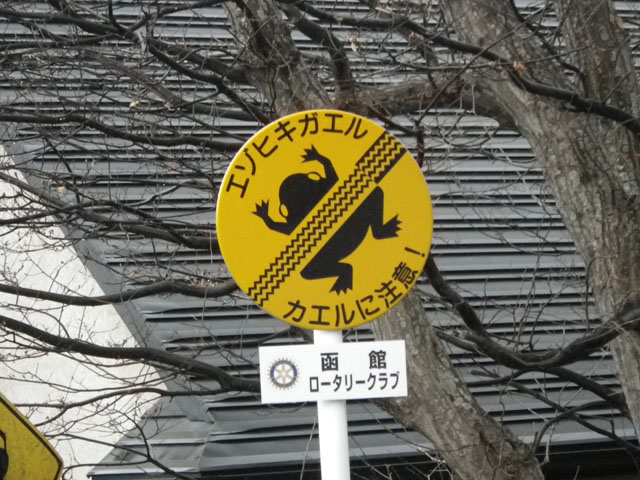 エゾヒキガエル
カエルに注意！
函館
ロータリークラブ